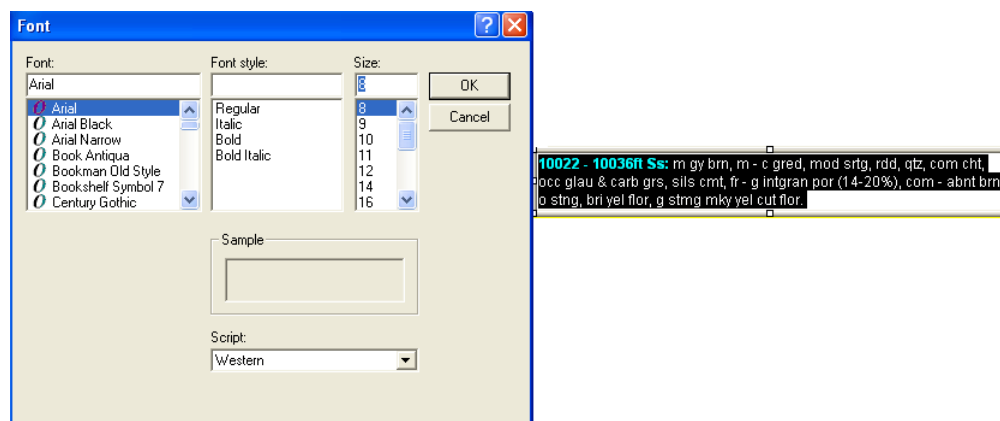 Font
Font:
Font style:
Size:
Arial
8
OK
Cancel
Arial
Arial Black
Arial Narrow
Book Antiqua
Bookman Old Style
Bookshelf Symbol 7
Century Gothic
Regular
Italic
Bold
Bold Italic
8
9
10
11
12
14
16
Sample
Script:
Western
10022 - 10036ft Ss: m gy brn, m - c gred, mod srtg, rdd, qtz, com cht,
occ glau & carb grs, sils cmt, fr - g intgran por (14-20%), com - abnt brn
o stng, bri yel flor, g stmg mky yel cut flor.